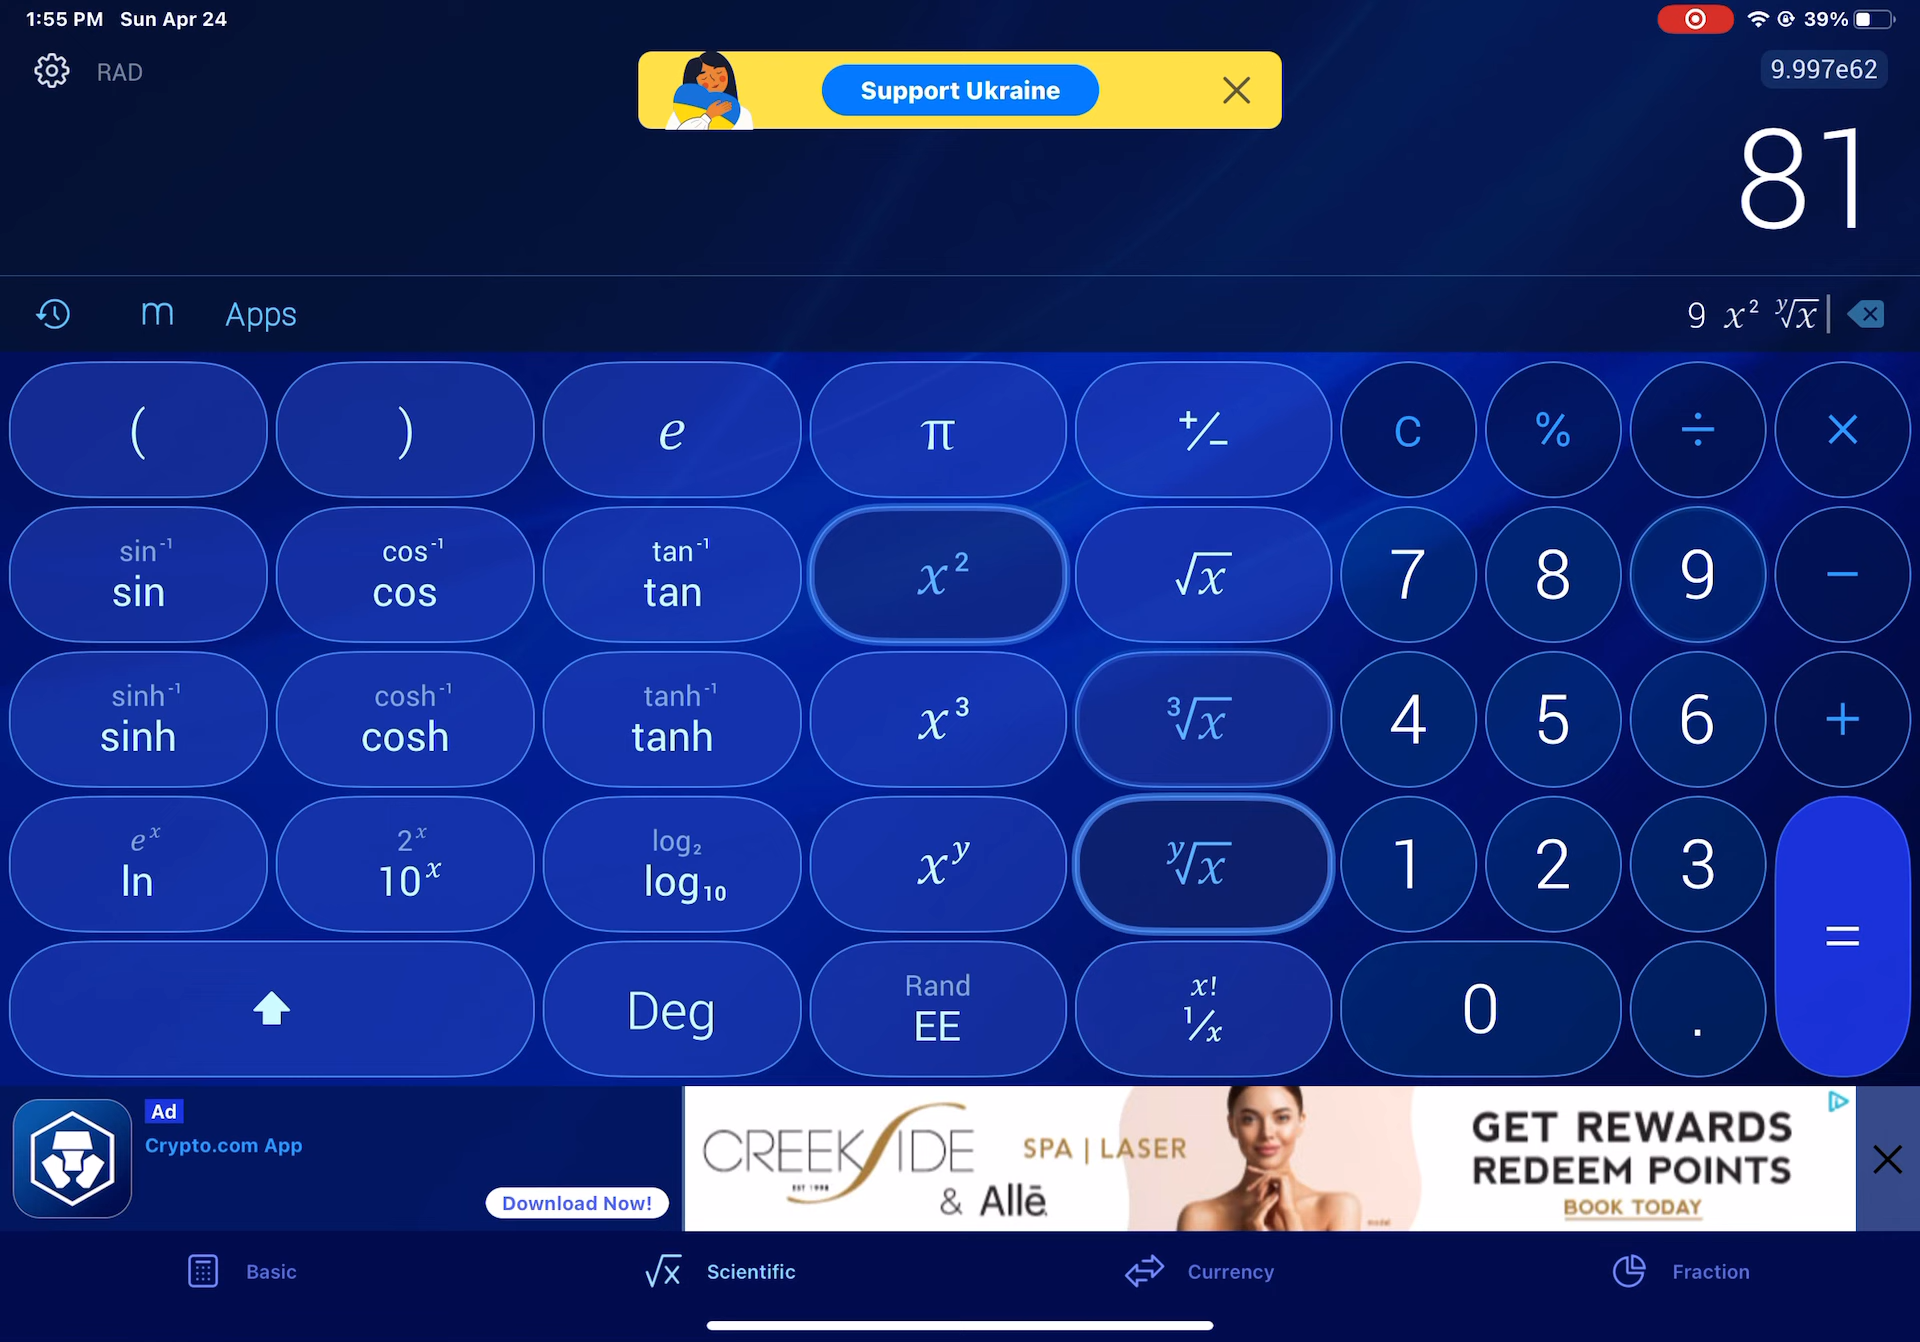 1:55 PM Sun Apr 24
39%
RAD
Support Ukraine
9.997e62
81
m Apps
9 x² ʸ√x
( ) e π +/− C % ÷ ×
sin⁻¹ cos⁻¹ tan⁻¹
sin cos tan x² √x 7 8 9 −
sinh⁻¹ cosh⁻¹ tanh⁻¹
sinh cosh tanh x³ ³√x 4 5 6 +
eˣ 2ˣ log₂
ln 10ˣ log₁₀ xʸ ʸ√x 1 2 3 =
Rand x!
Deg EE 1/x 0 .
Ad
Crypto.com App
Download Now!
CREEKSIDE SPA | LASER
EST 1998
& Allē
model
GET REWARDS
REDEEM POINTS
BOOK TODAY
Basic √x Scientific Currency Fraction